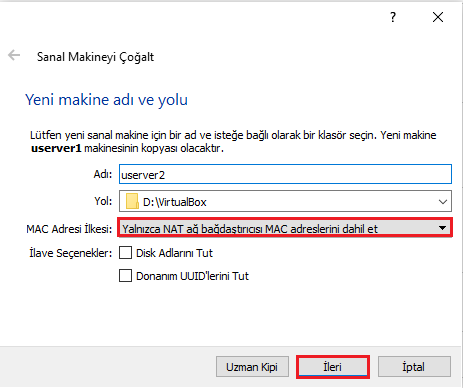 ?
Sanal Makineyi Çoğalt
Yeni makine adı ve yolu
Lütfen yeni sanal makine için bir ad ve isteğe bağlı olarak bir klasör seçin. Yeni makine
userver1 makinesinin kopyası olacaktır.
Adı: userver2
Yol: D:\VirtualBox
MAC Adresi İlkesi: Yalnızca NAT ağ bağdaştırıcısı MAC adreslerini dahil et
İlave Seçenekler: Disk Adlarını Tut
Donanım UUID'lerini Tut
Uzman Kipi İleri İptal